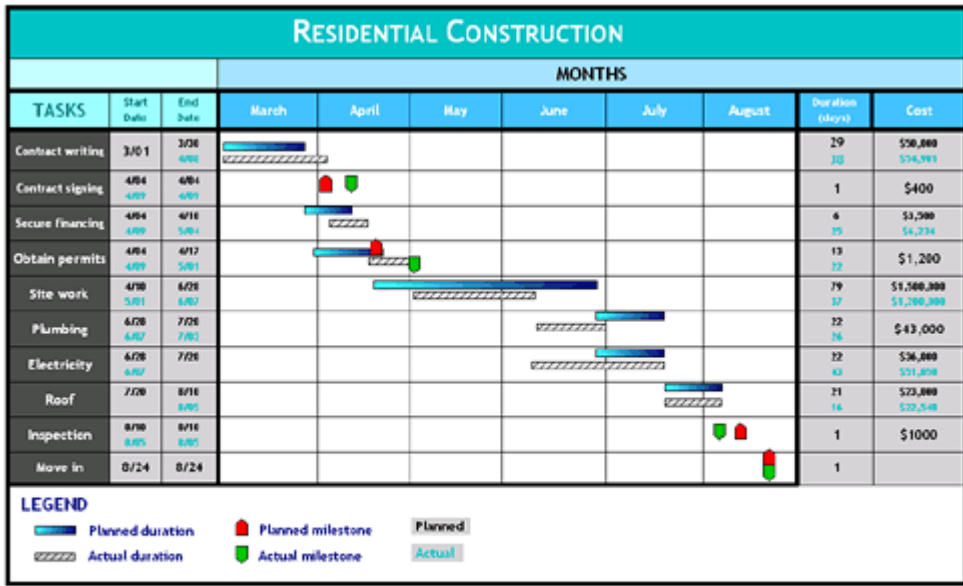 RESIDENTIAL CONSTRUCTION
MONTHS
TASKS Start Date End Date March April May June July August Duration (days) Cost
Contract writing 3/01 3/30 4/08 29 $50,000
Contract signing 4/04 4/09 4/04 4/09 1 $400
Secure financing 4/04 4/09 4/10 5/04 6 25 $3,500 $4,234
Obtain permits 4/04 4/09 4/17 5/01 13 22 $1,200
Site work 4/10 5/01 6/28 6/07 79 37 $1,500,000 $1,200,000
Plumbing 6/28 6/07 7/20 7/03 22 26 $43,000
Electricity 6/28 6/07 7/20 22 43 $36,000
Roof 7/20 8/10 8/05 21 16 $23,000 $22,540
Inspection 8/10 8/05 8/10 8/05 1 $1000
Move in 8/24 8/24 1
LEGEND
Planned duration Planned milestone Planned
Actual duration Actual milestone Actual